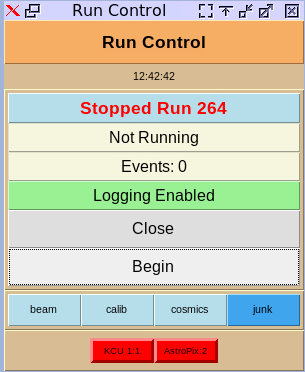 Run Control
Run Control
12:42:42
Stopped Run 264
Not Running
Events: 0
Logging Enabled
Close
Begin
beam calib cosmics junk
KCU 1:1 AstroPix:2